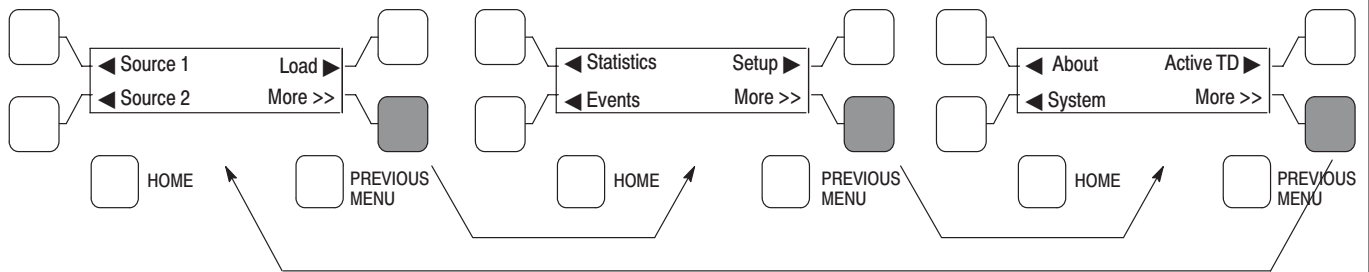 ◀ Source 1 Load ▶
◀ Source 2 More >>
HOME
PREVIOUS
MENU
◀ Statistics Setup ▶
◀ Events More >>
HOME
PREVIOUS
MENU
◀ About Active TD ▶
◀ System More >>
HOME
PREVIOUS
MENU